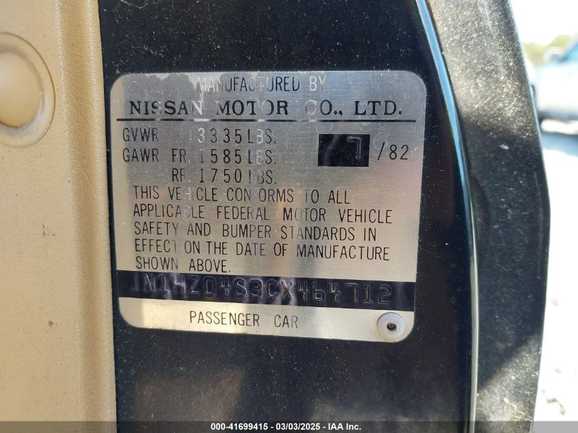 MANUFACTURED BY
NISSAN MOTOR CO., LTD.
GVWR 3335LBS.
GAWR FR 1585LBS. 7/82
RR 1750LBS.
THIS VEHICLE CONFORMS TO ALL
APPLICABLE FEDERAL MOTOR VEHICLE
SAFETY AND BUMPER STANDARDS IN
EFFECT ON THE DATE OF MANUFACTURE
SHOWN ABOVE.
JN1HZ04S9CX464712
PASSENGER CAR
000-41699415 - 03/03/2025 - IAA Inc.